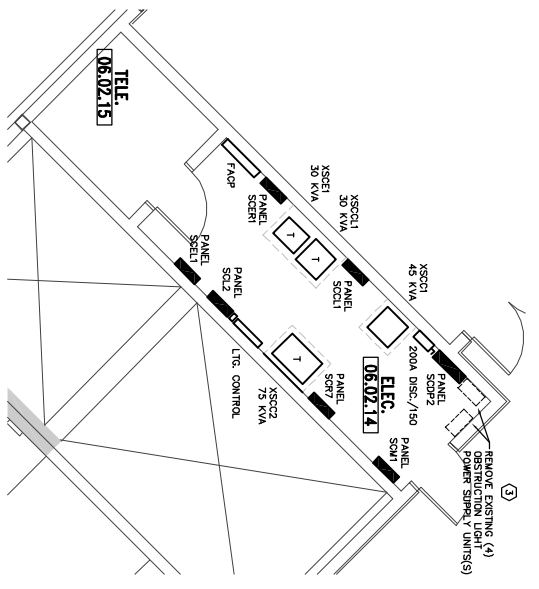 TELE.
06.02.15
FACP
PANEL
SCER1
XSCE1
30 KVA
XSCCL1
30 KVA
T
T
PANEL
SCCL1
XSCC1
45 KVA
200A DISC./150
PANEL
SCDP2
ELEC.
06.02.14
PANEL
SCEL1
PANEL
SCL2
LTG. CONTROL
T
XSCC2
75 KVA
PANEL
SCR7
PANEL
SCM1
3
REMOVE EXISTING (4)
OBSTRUCTION LIGHT
POWER SUPPLY UNITS(S)